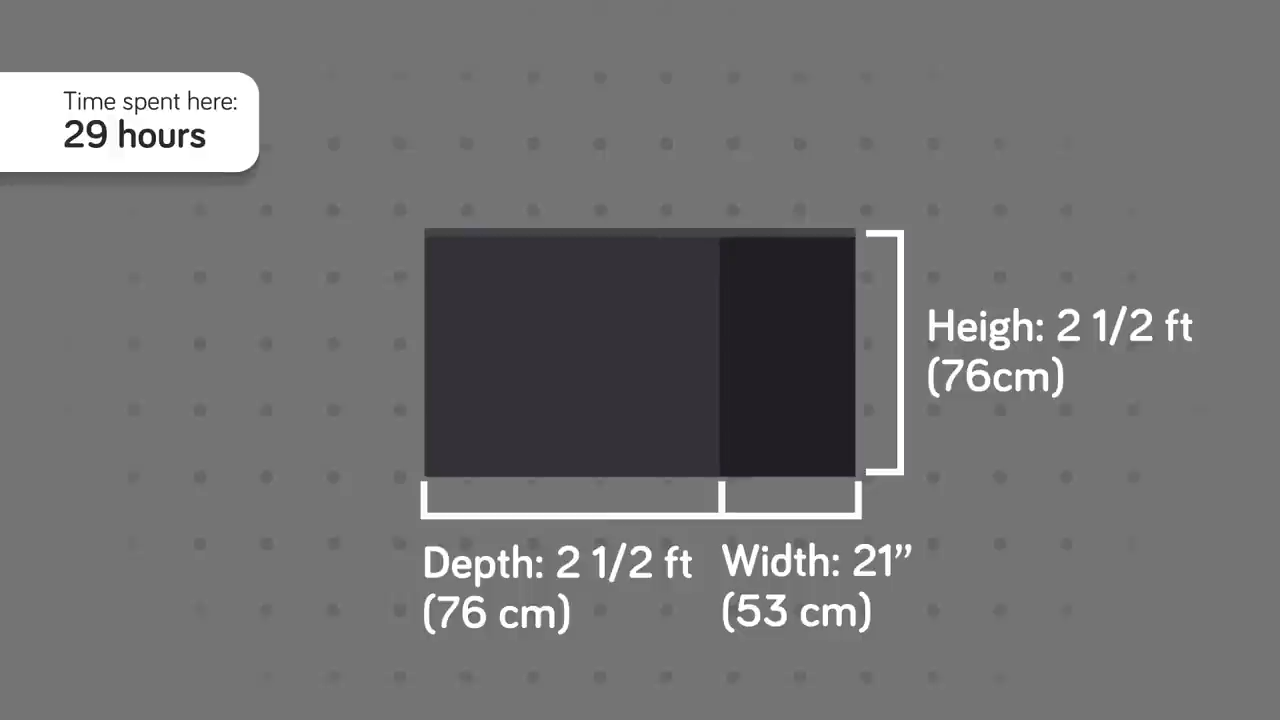 Time spent here:
29 hours
Heigh: 2 1/2 ft
(76cm)
Depth: 2 1/2 ft
(76 cm)
Width: 21”
(53 cm)